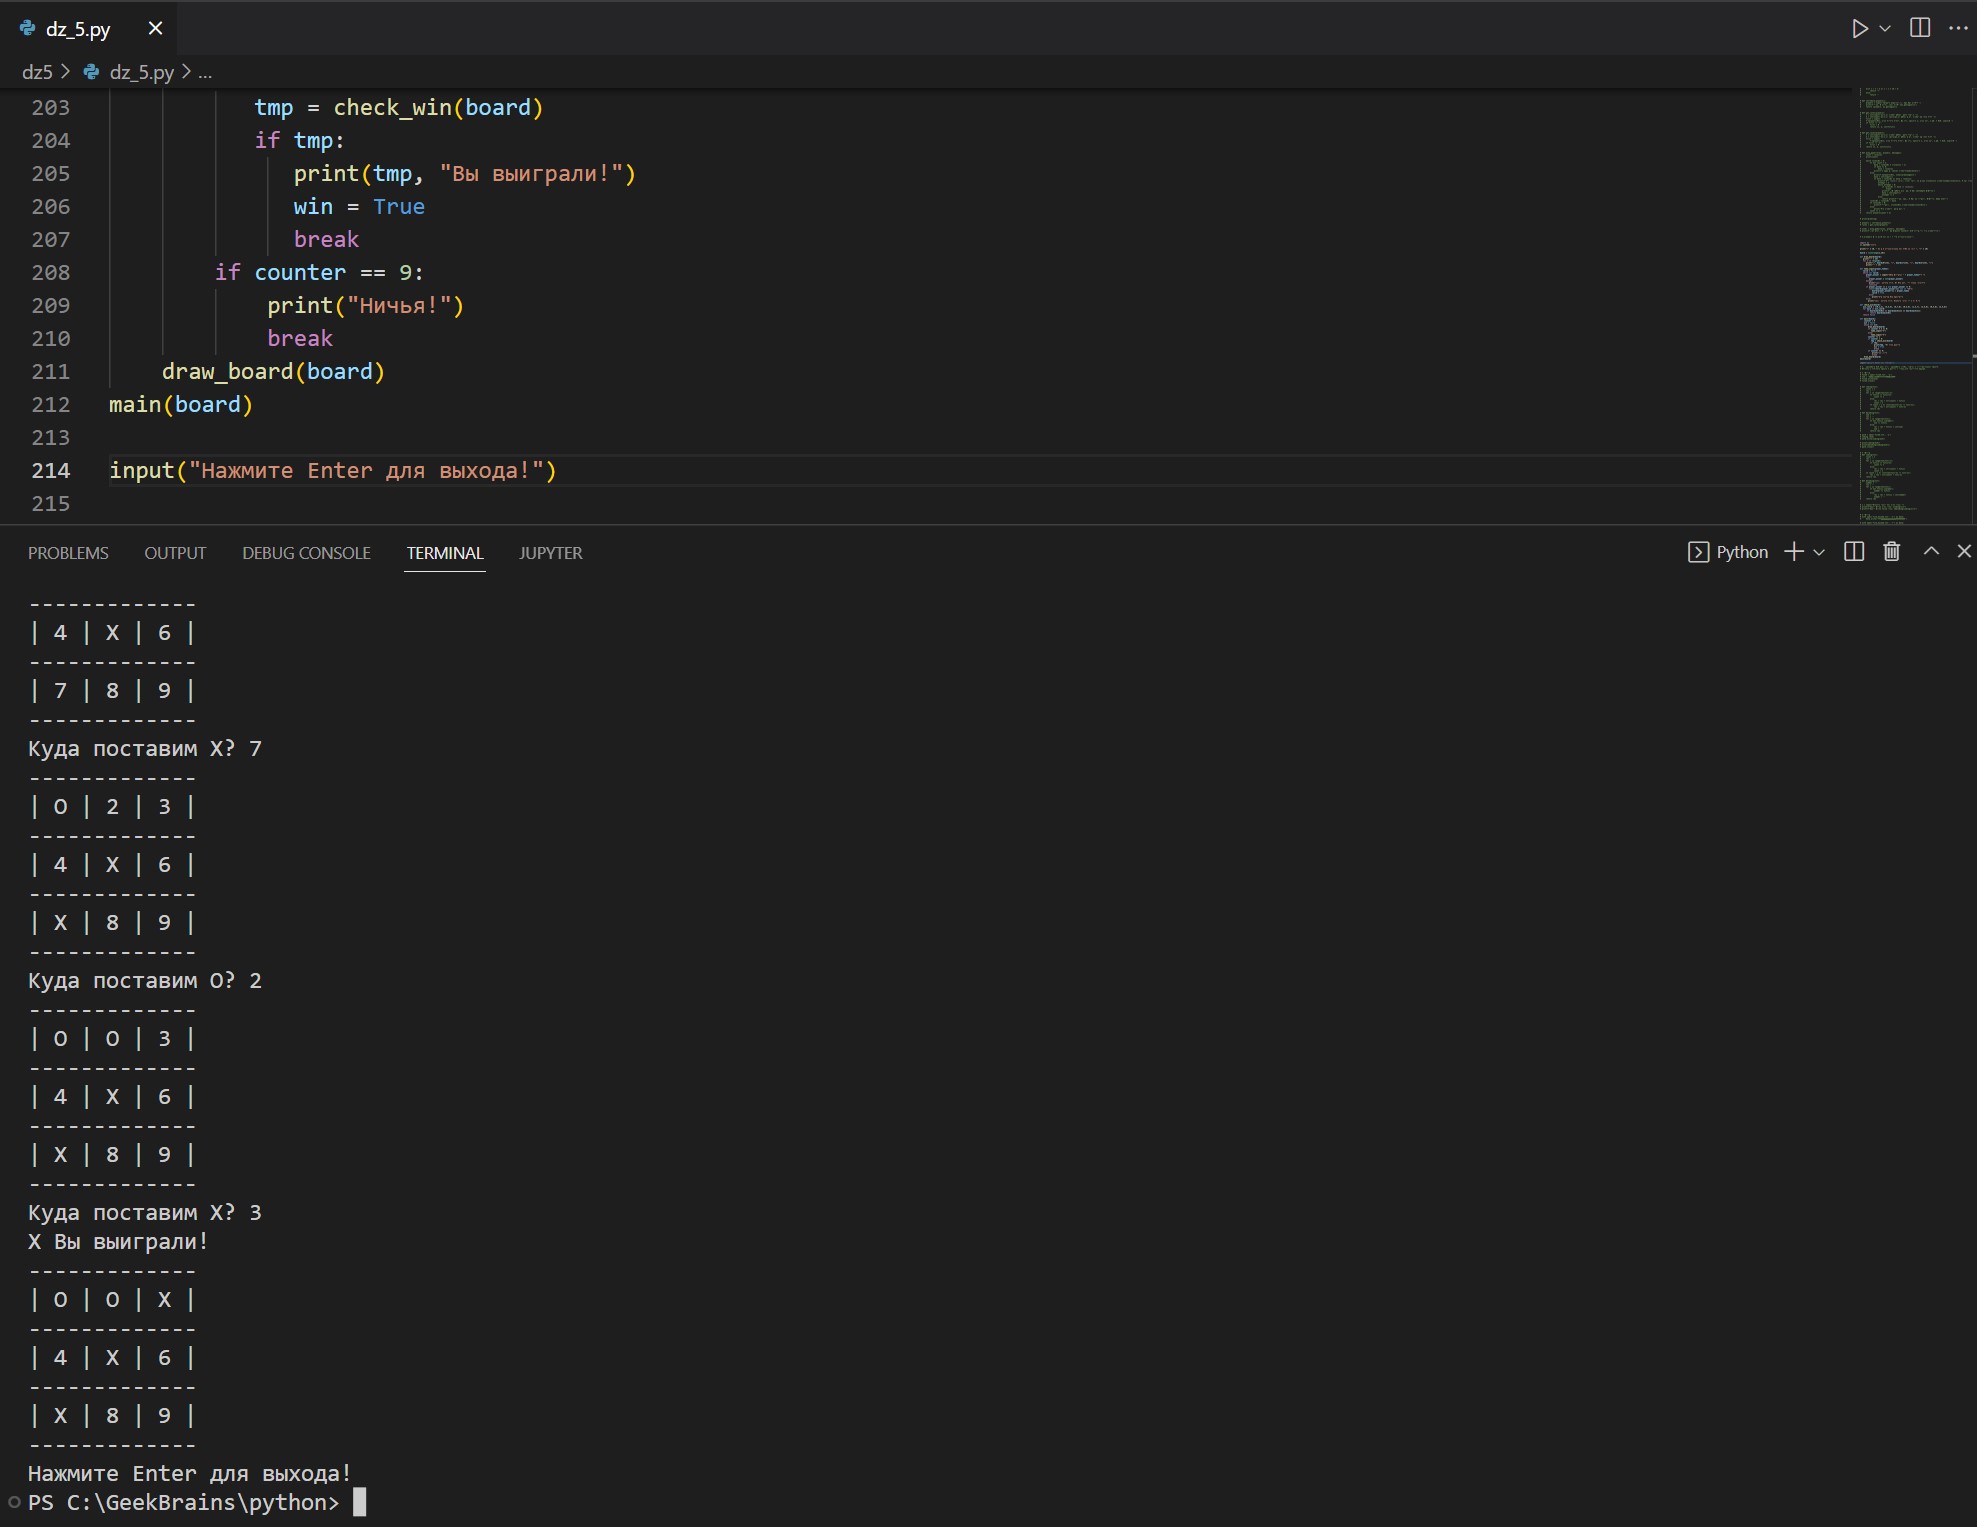 dz_5.py
dz5 > dz_5.py > ...
203 tmp = check_win(board)
204 if tmp:
205 print(tmp, "Вы выиграли!")
206 win = True
207 break
208 if counter == 9:
209 print("Ничья!")
210 break
211 draw_board(board)
212 main(board)
213
214 input("Нажмите Enter для выхода!")
215
PROBLEMS OUTPUT DEBUG CONSOLE TERMINAL JUPYTER Python
-------------
| 4 | X | 6 |
-------------
| 7 | 8 | 9 |
-------------
Куда поставим X? 7
-------------
| O | 2 | 3 |
-------------
| 4 | X | 6 |
-------------
| X | 8 | 9 |
-------------
Куда поставим O? 2
-------------
| O | O | 3 |
-------------
| 4 | X | 6 |
-------------
| X | 8 | 9 |
-------------
Куда поставим X? 3
X Вы выиграли!
-------------
| O | O | X |
-------------
| 4 | X | 6 |
-------------
| X | 8 | 9 |
-------------
Нажмите Enter для выхода!
PS C:\GeekBrains\python>